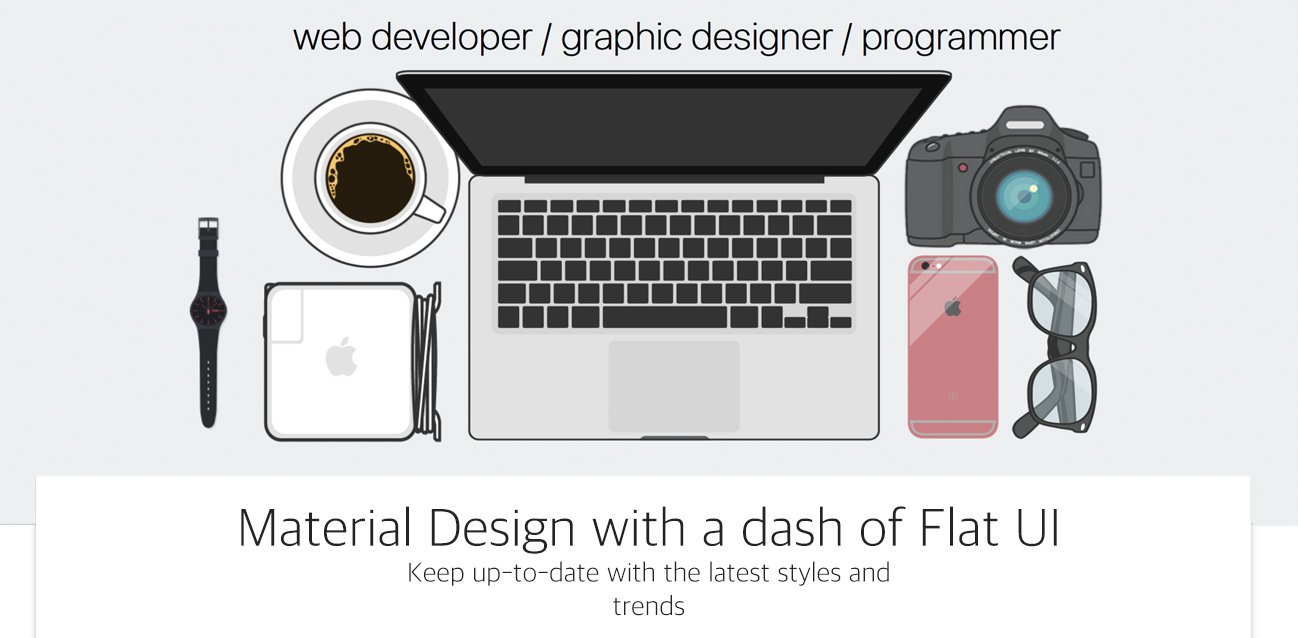 web developer / graphic designer / programmer
Material Design with a dash of Flat UI
Keep up-to-date with the latest styles and
trends